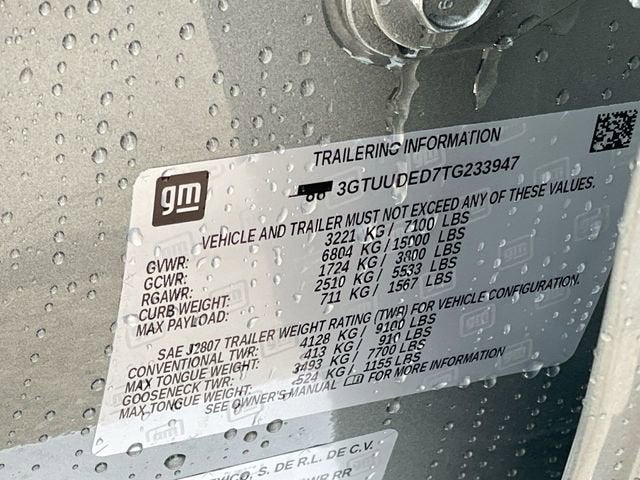 TRAILERING INFORMATION
gm
3GTUUDED7TG233947
VEHICLE AND TRAILER MUST NOT EXCEED ANY OF THESE VALUES.
GVWR: 3221 KG / 7100 LBS
GCWR: 6804 KG / 15000 LBS
RGAWR: 1724 KG / 3800 LBS
CURB WEIGHT: 2510 KG / 5533 LBS
MAX PAYLOAD: 711 KG / 1567 LBS
SAE J2807 TRAILER WEIGHT RATING (TWR) FOR VEHICLE CONFIGURATION.
CONVENTIONAL TWR: 4128 KG / 9100 LBS
MAX TONGUE WEIGHT: 413 KG / 910 LBS
GOOSENECK TWR: 3493 KG / 7700 LBS
MAX TONGUE WEIGHT: 524 KG / 1155 LBS
SEE OWNER'S MANUAL FOR MORE INFORMATION
S. DE R.L. DE C.V.
RR